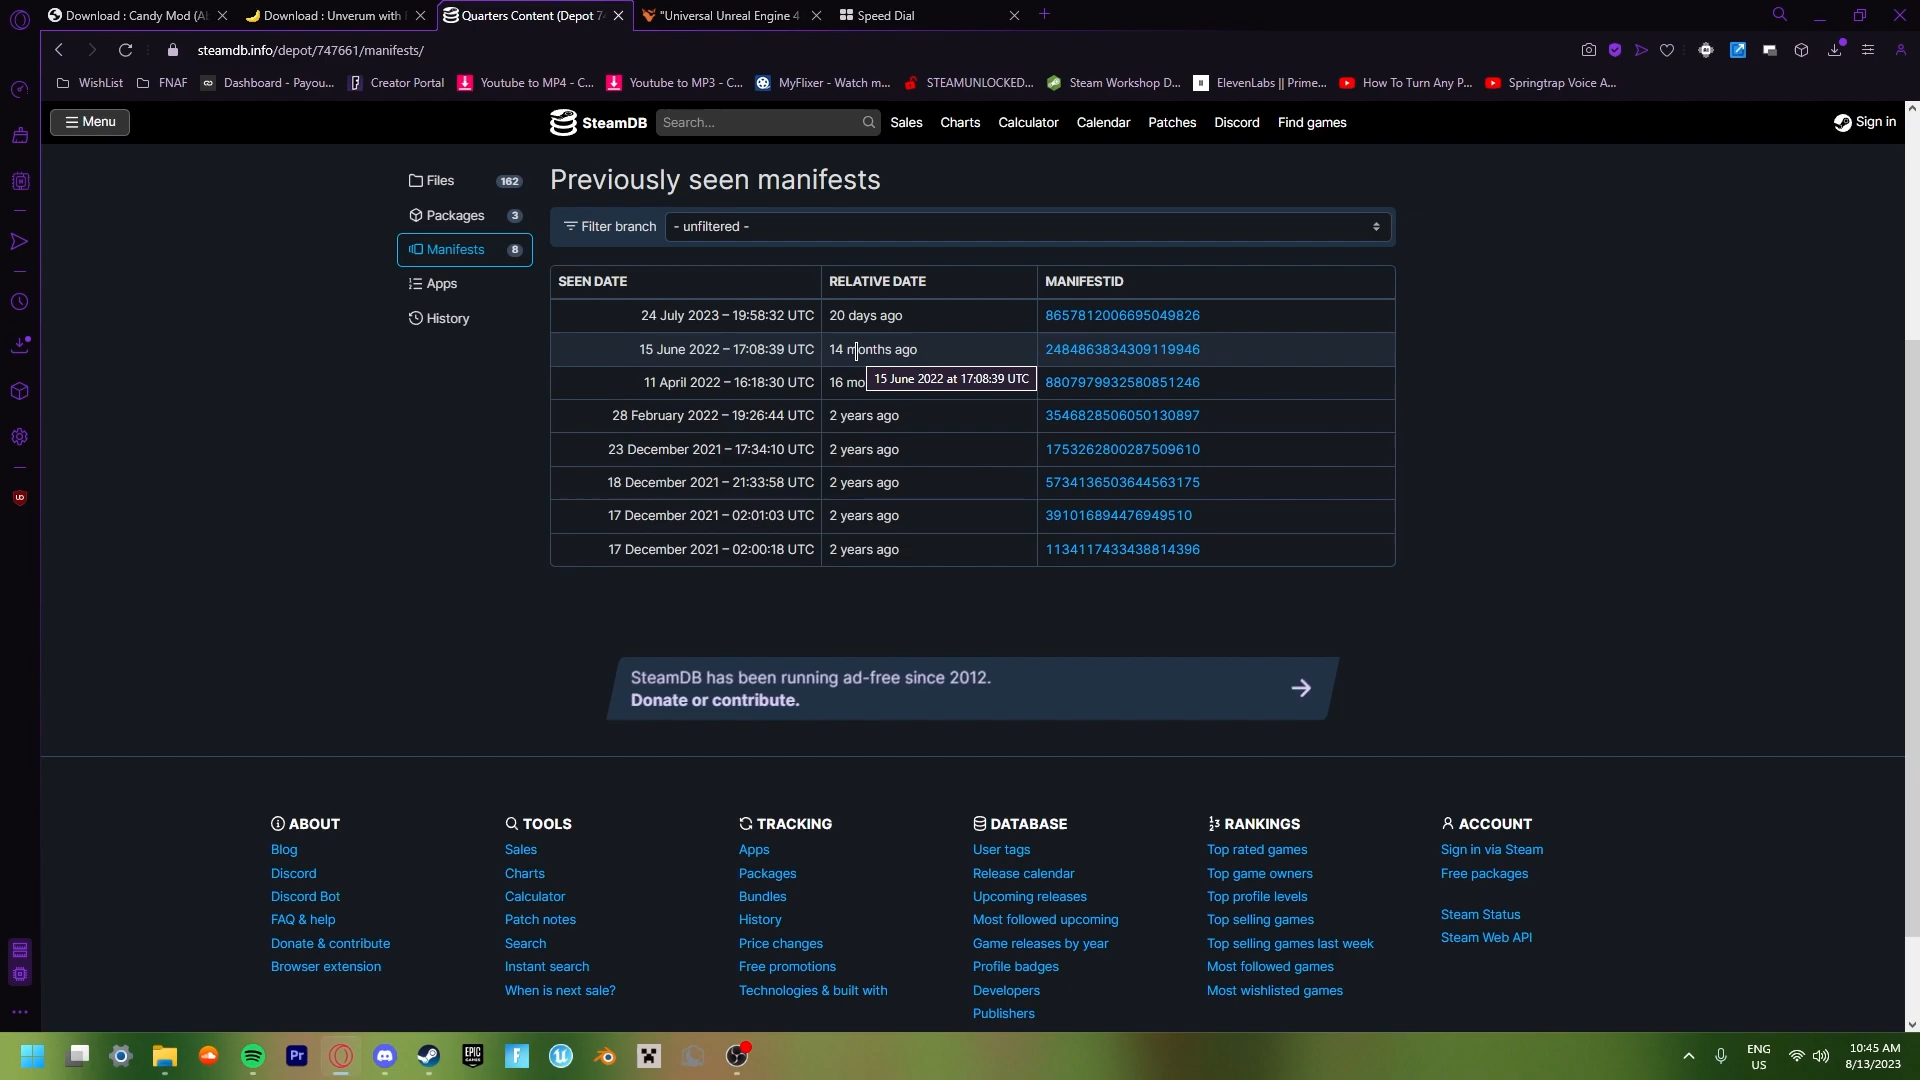 Download : Candy Mod (A
Download : Unverum with
Quarters Content (Depot 7
"Universal Unreal Engine 4
Speed Dial
steamdb.info/depot/747661/manifests/
WishList
FNAF
Dashboard - Payou...
Creator Portal
Youtube to MP4 - C...
Youtube to MP3 - C...
MyFlixer - Watch m...
STEAMUNLOCKED...
Steam Workshop D...
ElevenLabs || Prime...
How To Turn Any P...
Springtrap Voice A...
Menu
SteamDB
Search...
Sales
Charts
Calculator
Calendar
Patches
Discord
Find games
Sign in
Files 162
Packages 3
Manifests 8
Apps
History
Previously seen manifests
Filter branch
- unfiltered -
SEEN DATE RELATIVE DATE MANIFESTID
24 July 2023 – 19:58:32 UTC 20 days ago 8657812006695049826
15 June 2022 – 17:08:39 UTC 14 months ago 2484863834309119946
11 April 2022 – 16:18:30 UTC 16 mo 8807979932580851246
15 June 2022 at 17:08:39 UTC
28 February 2022 – 19:26:44 UTC 2 years ago 3546828506050130897
23 December 2021 – 17:34:10 UTC 2 years ago 1753262800287509610
18 December 2021 – 21:33:58 UTC 2 years ago 5734136503644563175
17 December 2021 – 02:01:03 UTC 2 years ago 391016894476949510
17 December 2021 – 02:00:18 UTC 2 years ago 1134117433438814396
SteamDB has been running ad-free since 2012.
Donate or contribute.
ABOUT
Blog
Discord
Discord Bot
FAQ & help
Donate & contribute
Browser extension
TOOLS
Sales
Charts
Calculator
Patch notes
Search
Instant search
When is next sale?
TRACKING
Apps
Packages
Bundles
History
Price changes
Free promotions
Technologies & built with
DATABASE
User tags
Release calendar
Upcoming releases
Most followed upcoming
Game releases by year
Profile badges
Developers
Publishers
RANKINGS
Top rated games
Top game owners
Top profile levels
Top selling games
Top selling games last week
Most followed games
Most wishlisted games
ACCOUNT
Sign in via Steam
Free packages
Steam Status
Steam Web API
Pr
EPIC
GAMES
F
ENG
US
10:45 AM
8/13/2023